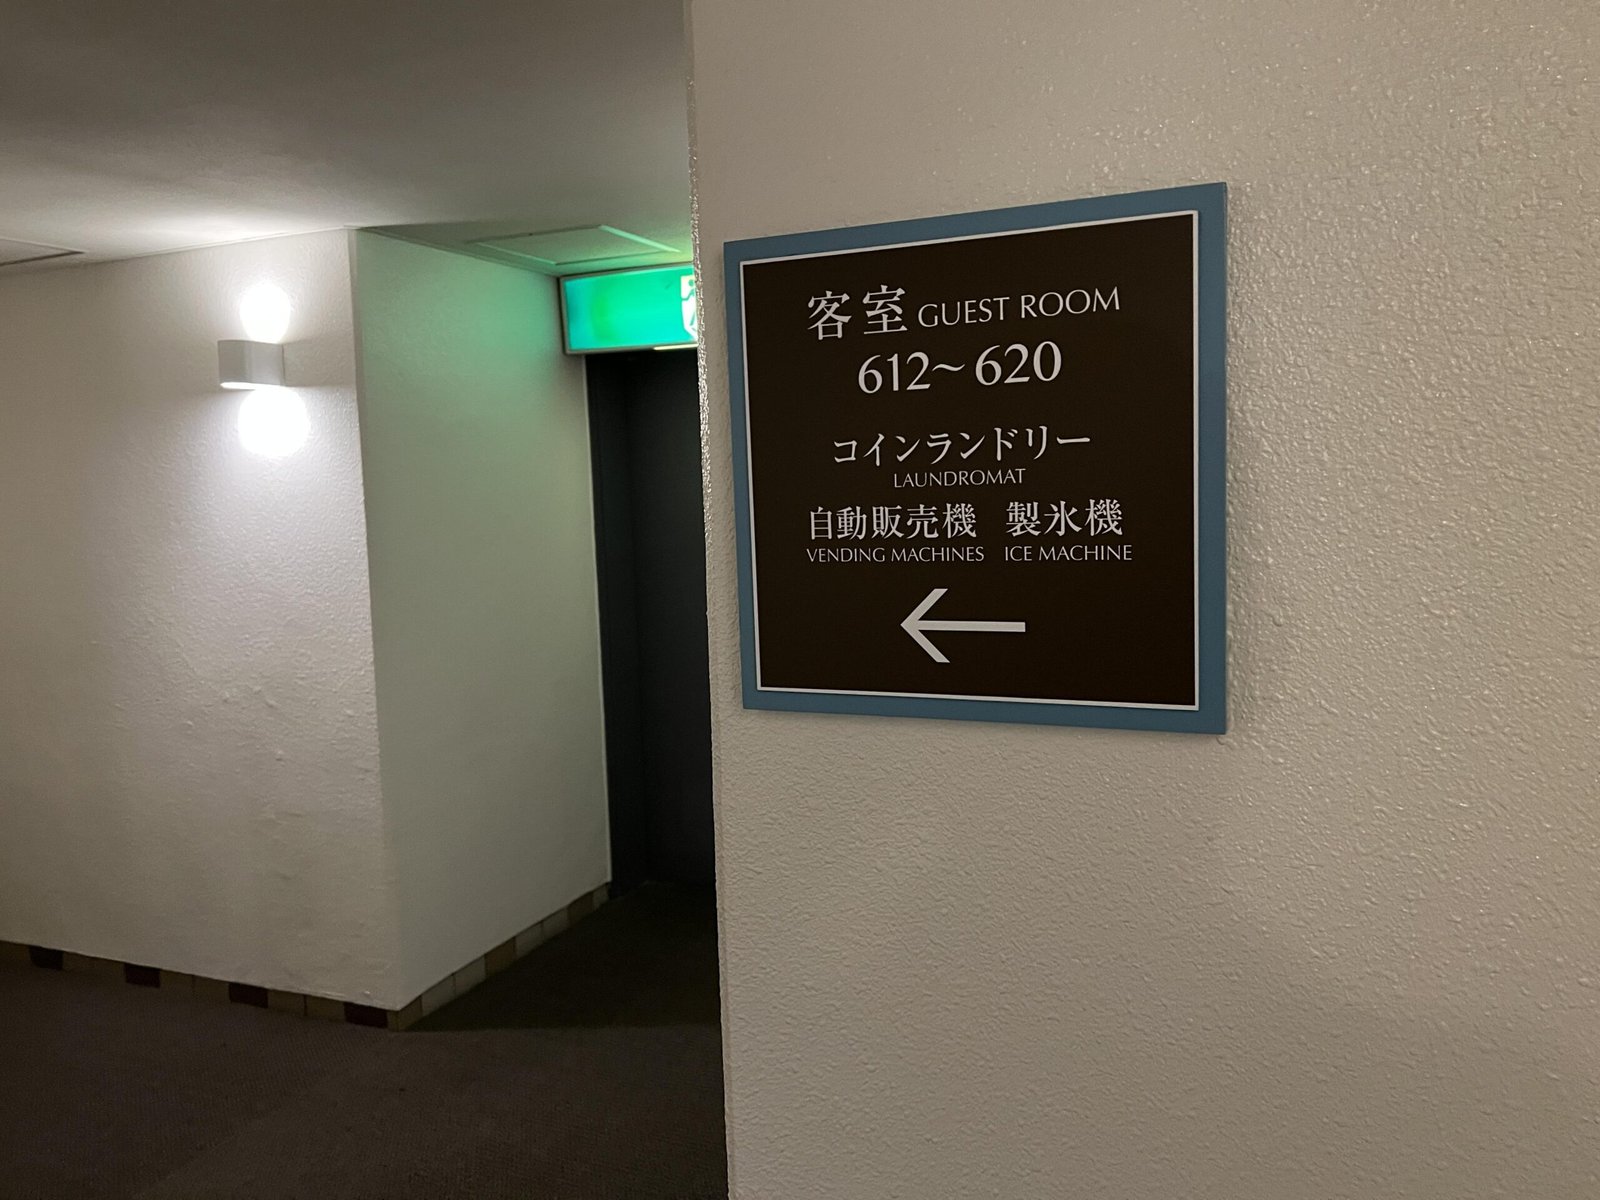 客室 GUEST ROOM
612~620
コインランドリー
LAUNDROMAT
自動販売機 製氷機
VENDING MACHINES ICE MACHINE